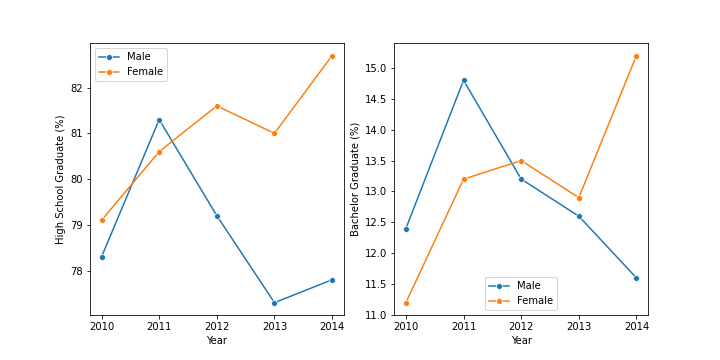 High School Graduate (%)
82
81
80
79
78
Male
Female
2010 2011 2012 2013 2014
Year
Bachelor Graduate (%)
15.0
14.5
14.0
13.5
13.0
12.5
12.0
11.5
11.0
Male
Female
2010 2011 2012 2013 2014
Year